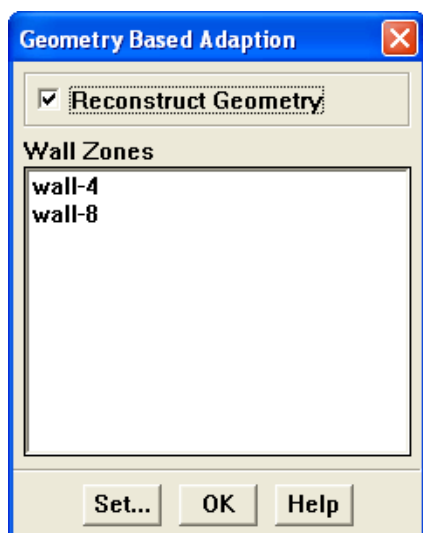 Geometry Based Adaption
Reconstruct Geometry
Wall Zones
wall-4
wall-8
Set... OK Help